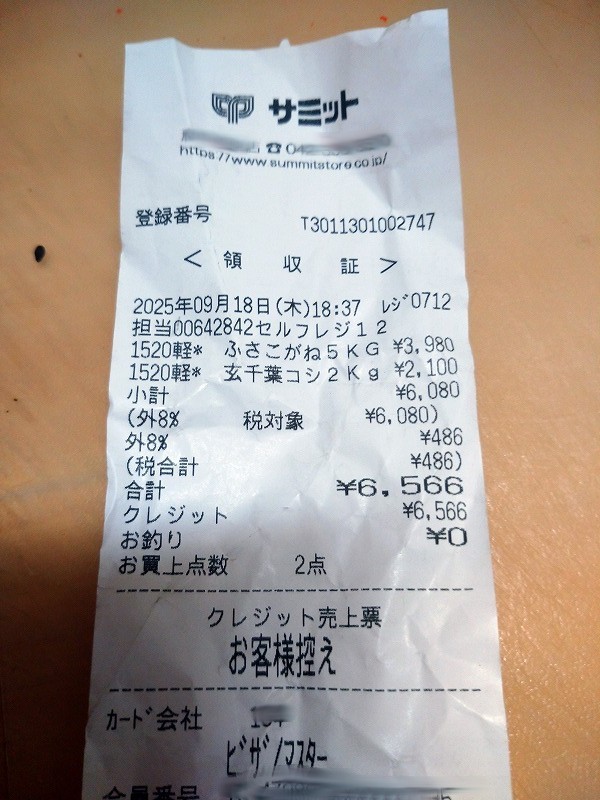 サミット
☎04
https://www.summitstore.co.jp/
登録番号 T3011301002747
＜ 領 収 証 ＞
2025年09月18日(木)18:37 ﾚｼﾞ0712
担当00642842セルフレジ１２
1520軽* ふさこがね５ＫＧ ¥3,980
1520軽* 玄千葉コシ２Ｋｇ ¥2,100
小計 ¥6,080
(外8% 税対象 ¥6,080)
外8% ¥486
(税合計 ¥486)
合計 ¥6,566
クレジット ¥6,566
お釣り ¥0
お買上点数 2点
クレジット売上票
お客様控え
ｶｰﾄﾞ会社
ﾋﾞｻﾞ/ﾏｽﾀｰ
会員番号